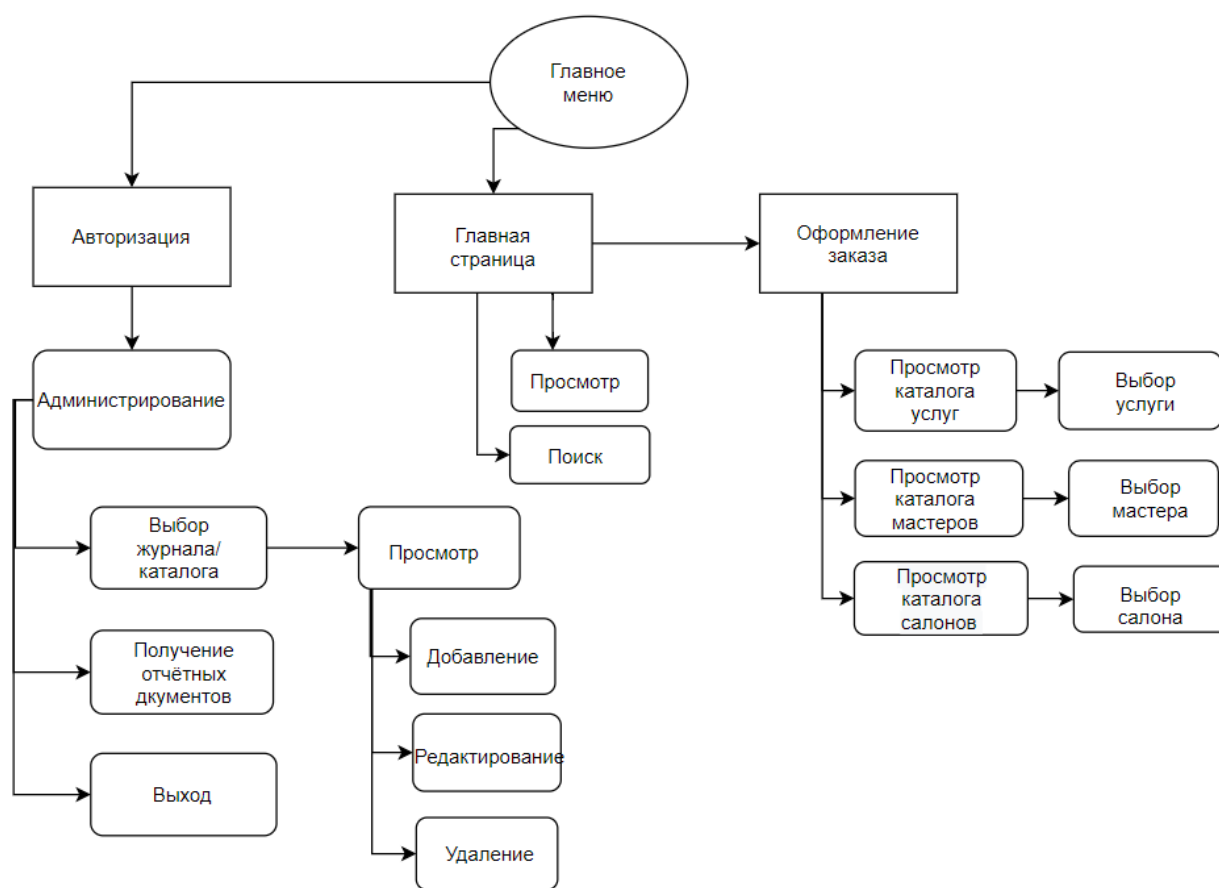 Главное
меню
Авторизация
Главная
страница
Оформление
заказа
Администрирование
Просмотр
Поиск
Просмотр
каталога
услуг
Выбор
услуги
Просмотр
каталога
мастеров
Выбор
мастера
Просмотр
каталога
салонов
Выбор
салона
Выбор
журнала/
каталога
Просмотр
Получение
отчётных
дкументов
Добавление
Редактирование
Выход
Удаление